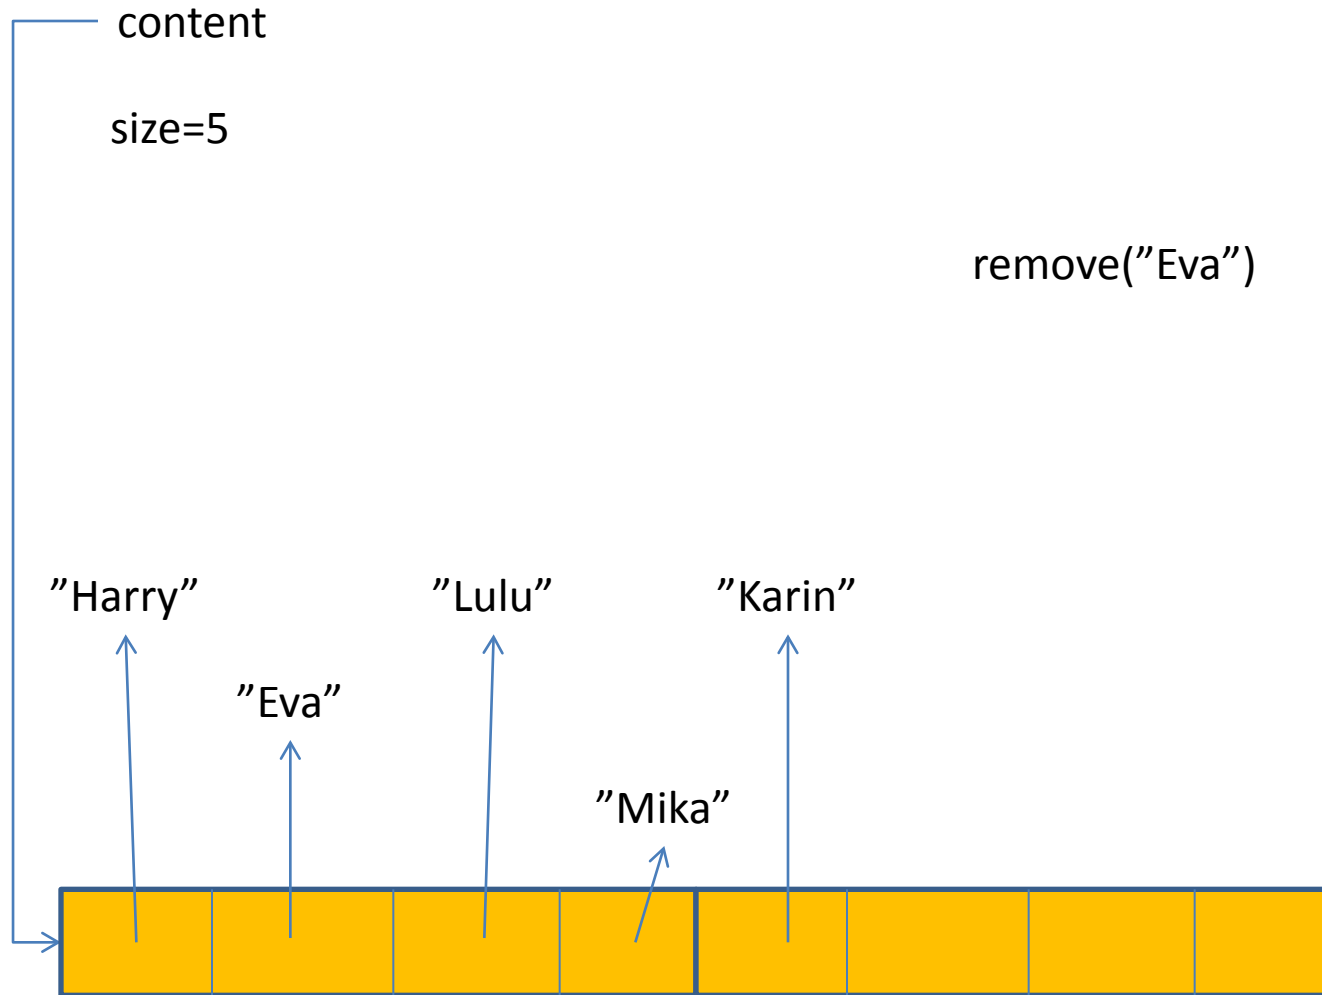 content
size=5
remove(”Eva”)
”Harry” ”Lulu” ”Karin”
”Eva”
”Mika”